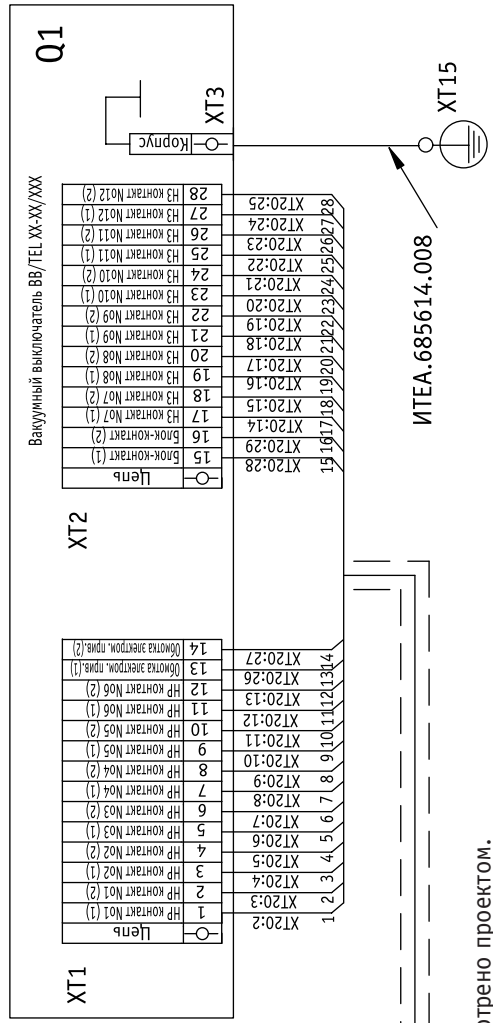 Q1
Вакуумный выключатель BB/TEL XX-XX/XXX
XT1
Цепь
НР контакт No1 (1) 1
НР контакт No1 (2) 2
НР контакт No2 (1) 3
НР контакт No2 (2) 4
НР контакт No3 (1) 5
НР контакт No3 (2) 6
НР контакт No4 (1) 7
НР контакт No4 (2) 8
НР контакт No5 (1) 9
НР контакт No5 (2) 10
НР контакт No6 (1) 11
НР контакт No6 (2) 12
Обмотка электром. прив.(1) 13
Обмотка электром. прив.(2) 14
XT20:2 1
XT20:3 2
XT20:4 3
XT20:5 4
XT20:6 5
XT20:7 6
XT20:8 7
XT20:9 8
XT20:10 9
XT20:11 10
XT20:12 11
XT20:13 12
XT20:26 13
XT20:27 14
XT2
Цепь
Блок-контакт (1) 15
Блок-контакт (2) 16
НЗ контакт No7 (1) 17
НЗ контакт No7 (2) 18
НЗ контакт No8 (1) 19
НЗ контакт No8 (2) 20
НЗ контакт No9 (1) 21
НЗ контакт No9 (2) 22
НЗ контакт No10 (1) 23
НЗ контакт No10 (2) 24
НЗ контакт No11 (1) 25
НЗ контакт No11 (2) 26
НЗ контакт No12 (1) 27
НЗ контакт No12 (2) 28
XT20:28 15
XT20:29 16
XT20:14 17
XT20:15 18
XT20:16 19
XT20:17 20
XT20:18 21
XT20:19 22
XT20:20 23
XT20:21 24
XT20:22 25
XT20:23 26
XT20:24 27
XT20:25 28
Корпус
XT3
XT15
ИТЕА.685614.008
отрено проектом.